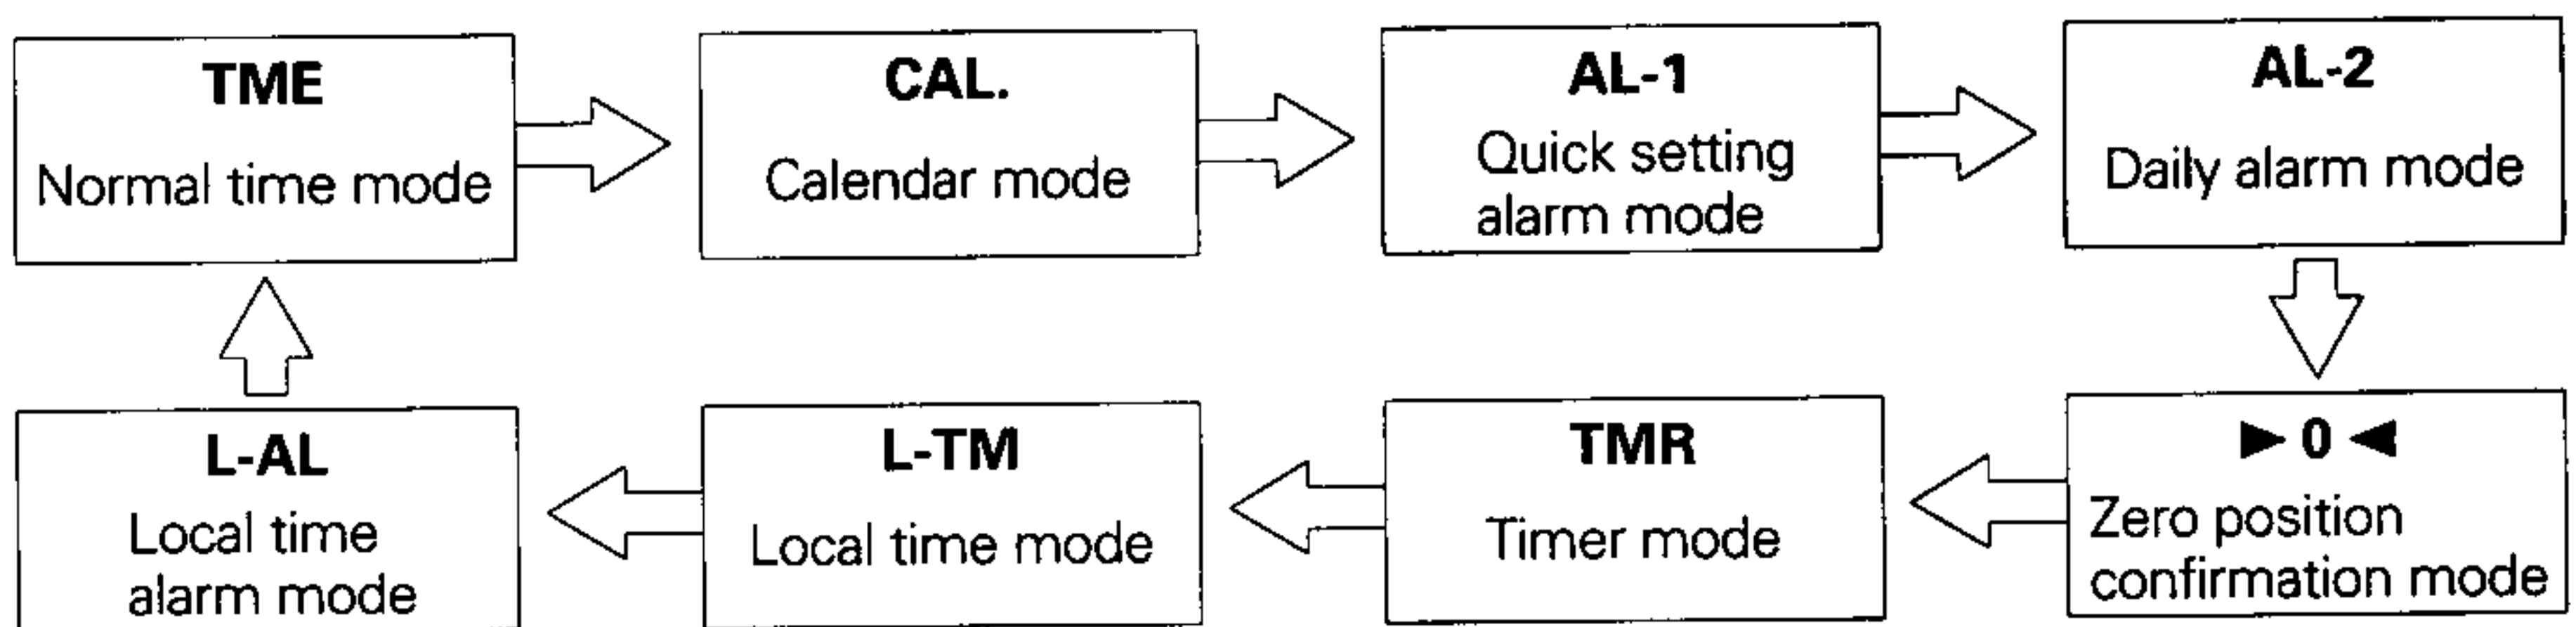 TME
Normal time mode
CAL.
Calendar mode
AL-1
Quick setting
alarm mode
AL-2
Daily alarm mode
►0◄
Zero position
confirmation mode
TMR
Timer mode
L-TM
Local time mode
L-AL
Local time
alarm mode